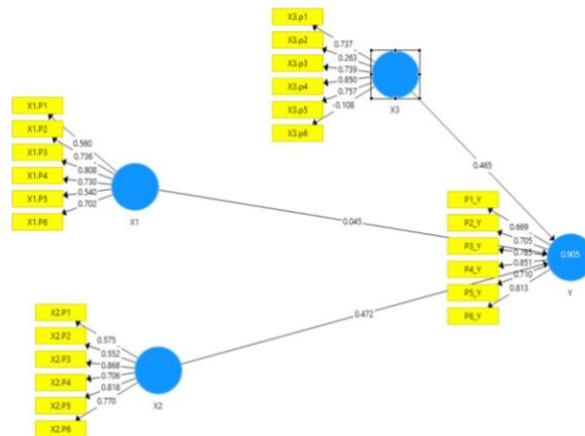 X3.p1
X3.p2
X3.p3
X3.p4
X3.p5
X3.p6
0.737
0.263
0.739
0.850
0.757
-0.108
X3
0.465
X1.P1
X1.P2
X1.P3
X1.P4
X1.P5
X1.P6
0.560
0.736
0.808
0.730
0.540
0.702
X1
0.045
P1_Y
P2_Y
P3_Y
P4_Y
P5_Y
P6_Y
0.669
0.705
0.785
0.851
0.710
0.813
0.905
Y
0.472
X2.P1
X2.P2
X2.P3
X2.P4
X2.P5
X2.P6
0.575
0.552
0.868
0.706
0.818
0.770
X2